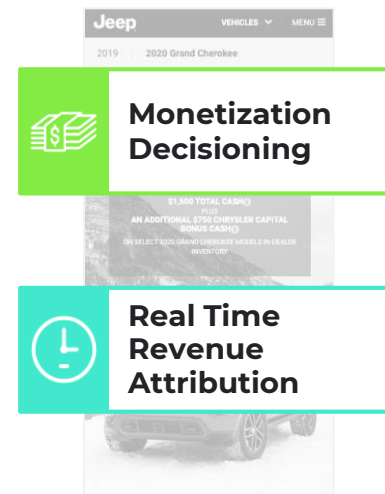 Jeep
VEHICLES
MENU
2019
2020 Grand Cherokee
Monetization
Decisioning
$1,500 TOTAL CASH()
PLUS
AN ADDITIONAL $750 CHRYSLER CAPITAL
BONUS CASH()
ON SELECT 2020 GRAND CHEROKEE MODELS IN DEALER
INVENTORY
Real Time
Revenue
Attribution